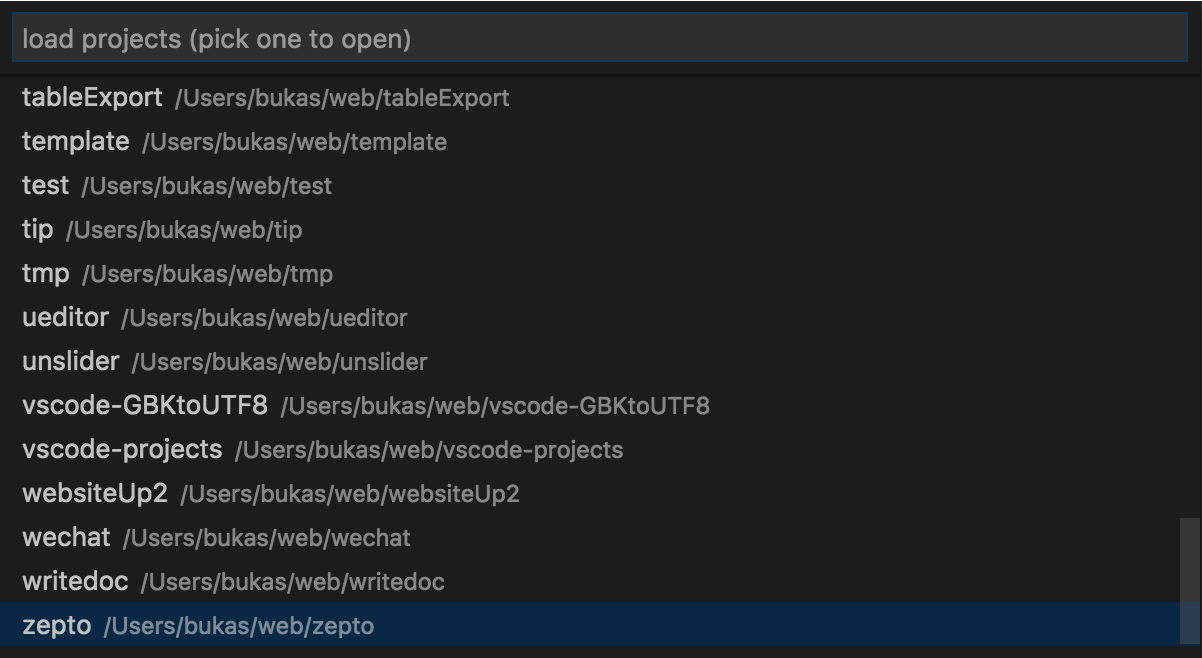 load projects (pick one to open)
tableExport /Users/bukas/web/tableExport
template /Users/bukas/web/template
test /Users/bukas/web/test
tip /Users/bukas/web/tip
tmp /Users/bukas/web/tmp
ueditor /Users/bukas/web/ueditor
unslider /Users/bukas/web/unslider
vscode-GBKtoUTF8 /Users/bukas/web/vscode-GBKtoUTF8
vscode-projects /Users/bukas/web/vscode-projects
websiteUp2 /Users/bukas/web/websiteUp2
wechat /Users/bukas/web/wechat
writedoc /Users/bukas/web/writedoc
zepto /Users/bukas/web/zepto